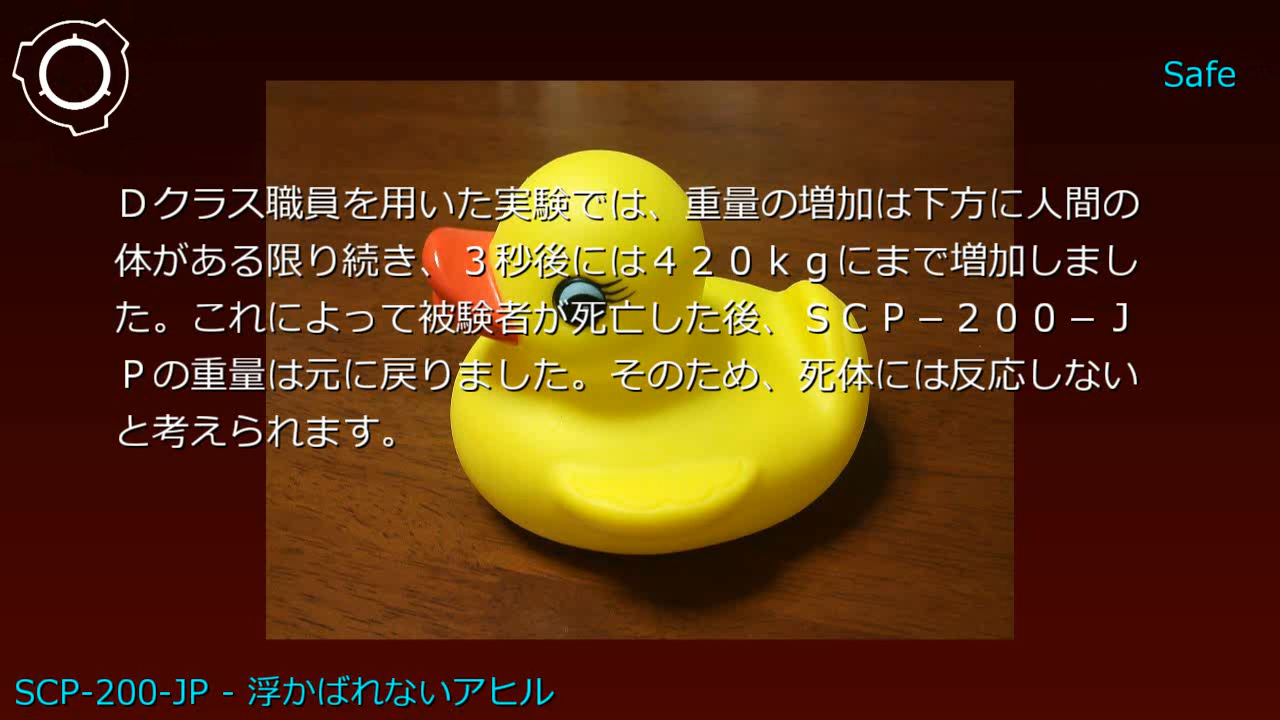 Safe
Ｄクラス職員を用いた実験では、重量の増加は下方に人間の
体がある限り続き、３秒後には４２０ｋｇにまで増加しまし
た。これによって被験者が死亡した後、ＳＣＰ－２００－Ｊ
Ｐの重量は元に戻りました。そのため、死体には反応しない
と考えられます。
SCP-200-JP - 浮かばれないアヒル